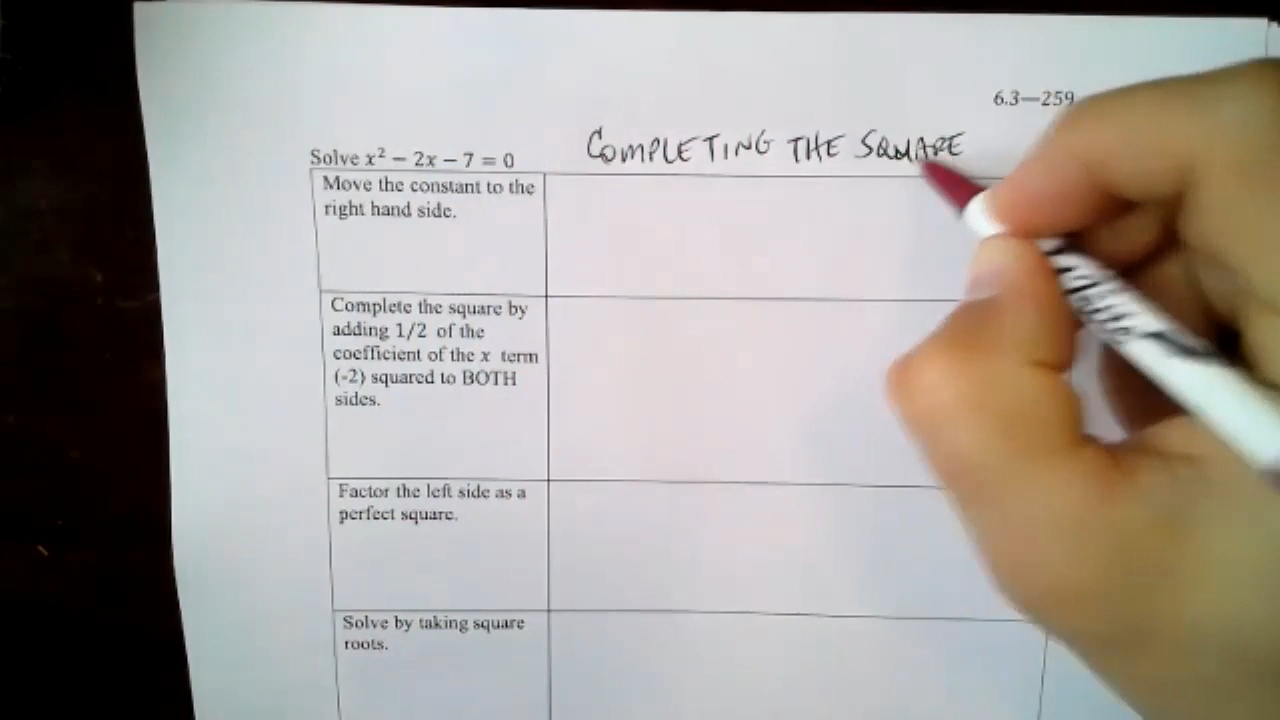 6.3—259
COMPLETING THE SQUARE
Solve x² − 2x − 7 = 0
Move the constant to the
right hand side.
Complete the square by
adding 1/2 of the
coefficient of the x term
(-2) squared to BOTH
sides.
Factor the left side as a
perfect square.
Solve by taking square
roots.